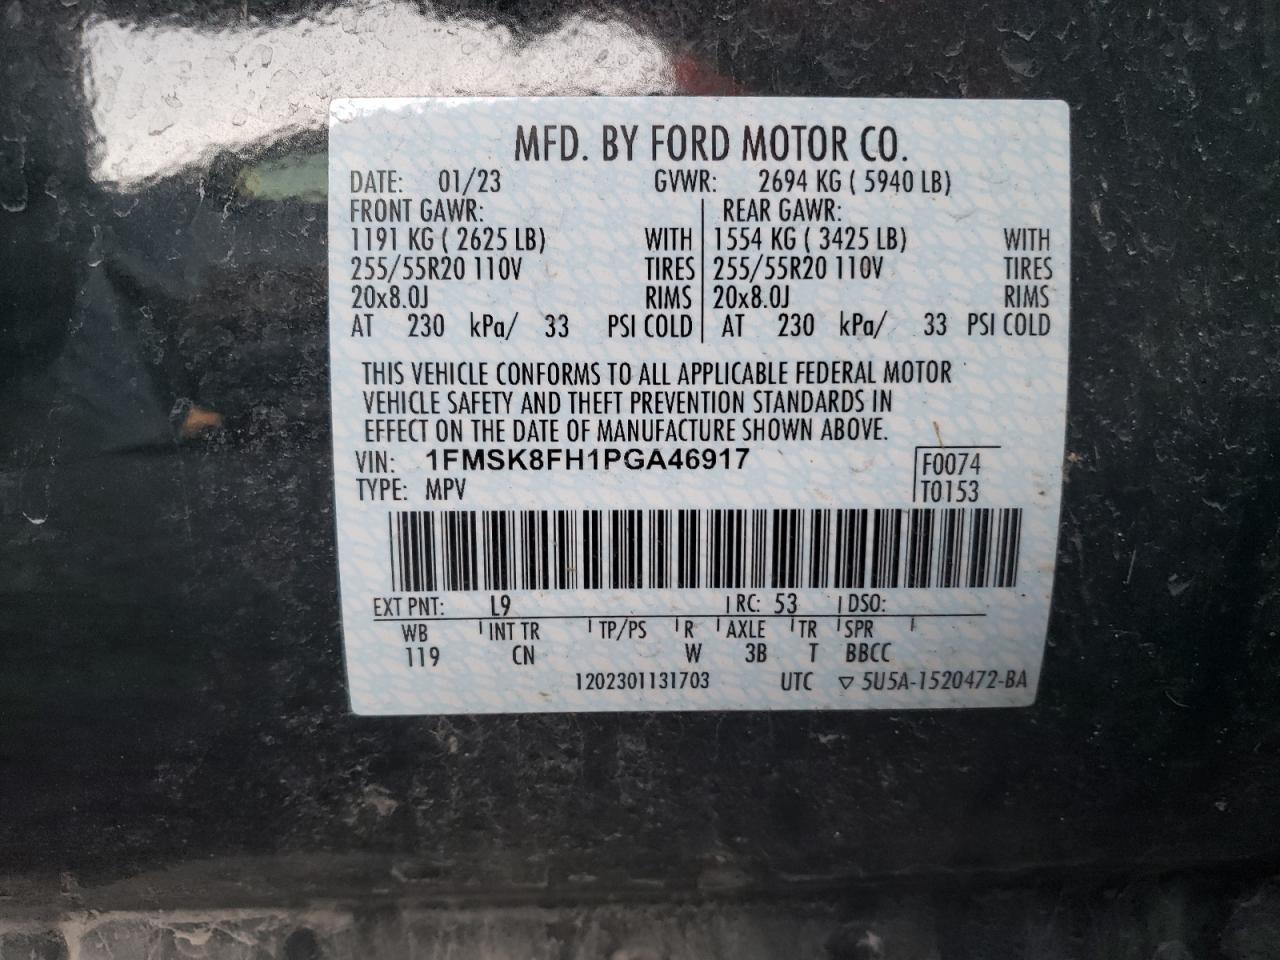 MFD. BY FORD MOTOR CO.
DATE: 01/23 GVWR: 2694 KG ( 5940 LB)
FRONT GAWR: REAR GAWR:
1191 KG ( 2625 LB) WITH 1554 KG ( 3425 LB) WITH
255/55R20 110V TIRES 255/55R20 110V TIRES
20x8.0J RIMS 20x8.0J RIMS
AT 230 kPa/ 33 PSI COLD AT 230 kPa/ 33 PSI COLD
THIS VEHICLE CONFORMS TO ALL APPLICABLE FEDERAL MOTOR
VEHICLE SAFETY AND THEFT PREVENTION STANDARDS IN
EFFECT ON THE DATE OF MANUFACTURE SHOWN ABOVE.
VIN: 1FMSK8FH1PGA46917 F0074
TYPE: MPV T0153
EXT PNT: L9 RC: 53 DSO:
WB INT TR TP/PS R AXLE TR SPR
119 CN W 3B T BBCC
1202301131703 UTC ▽ 5U5A-1520472-BA